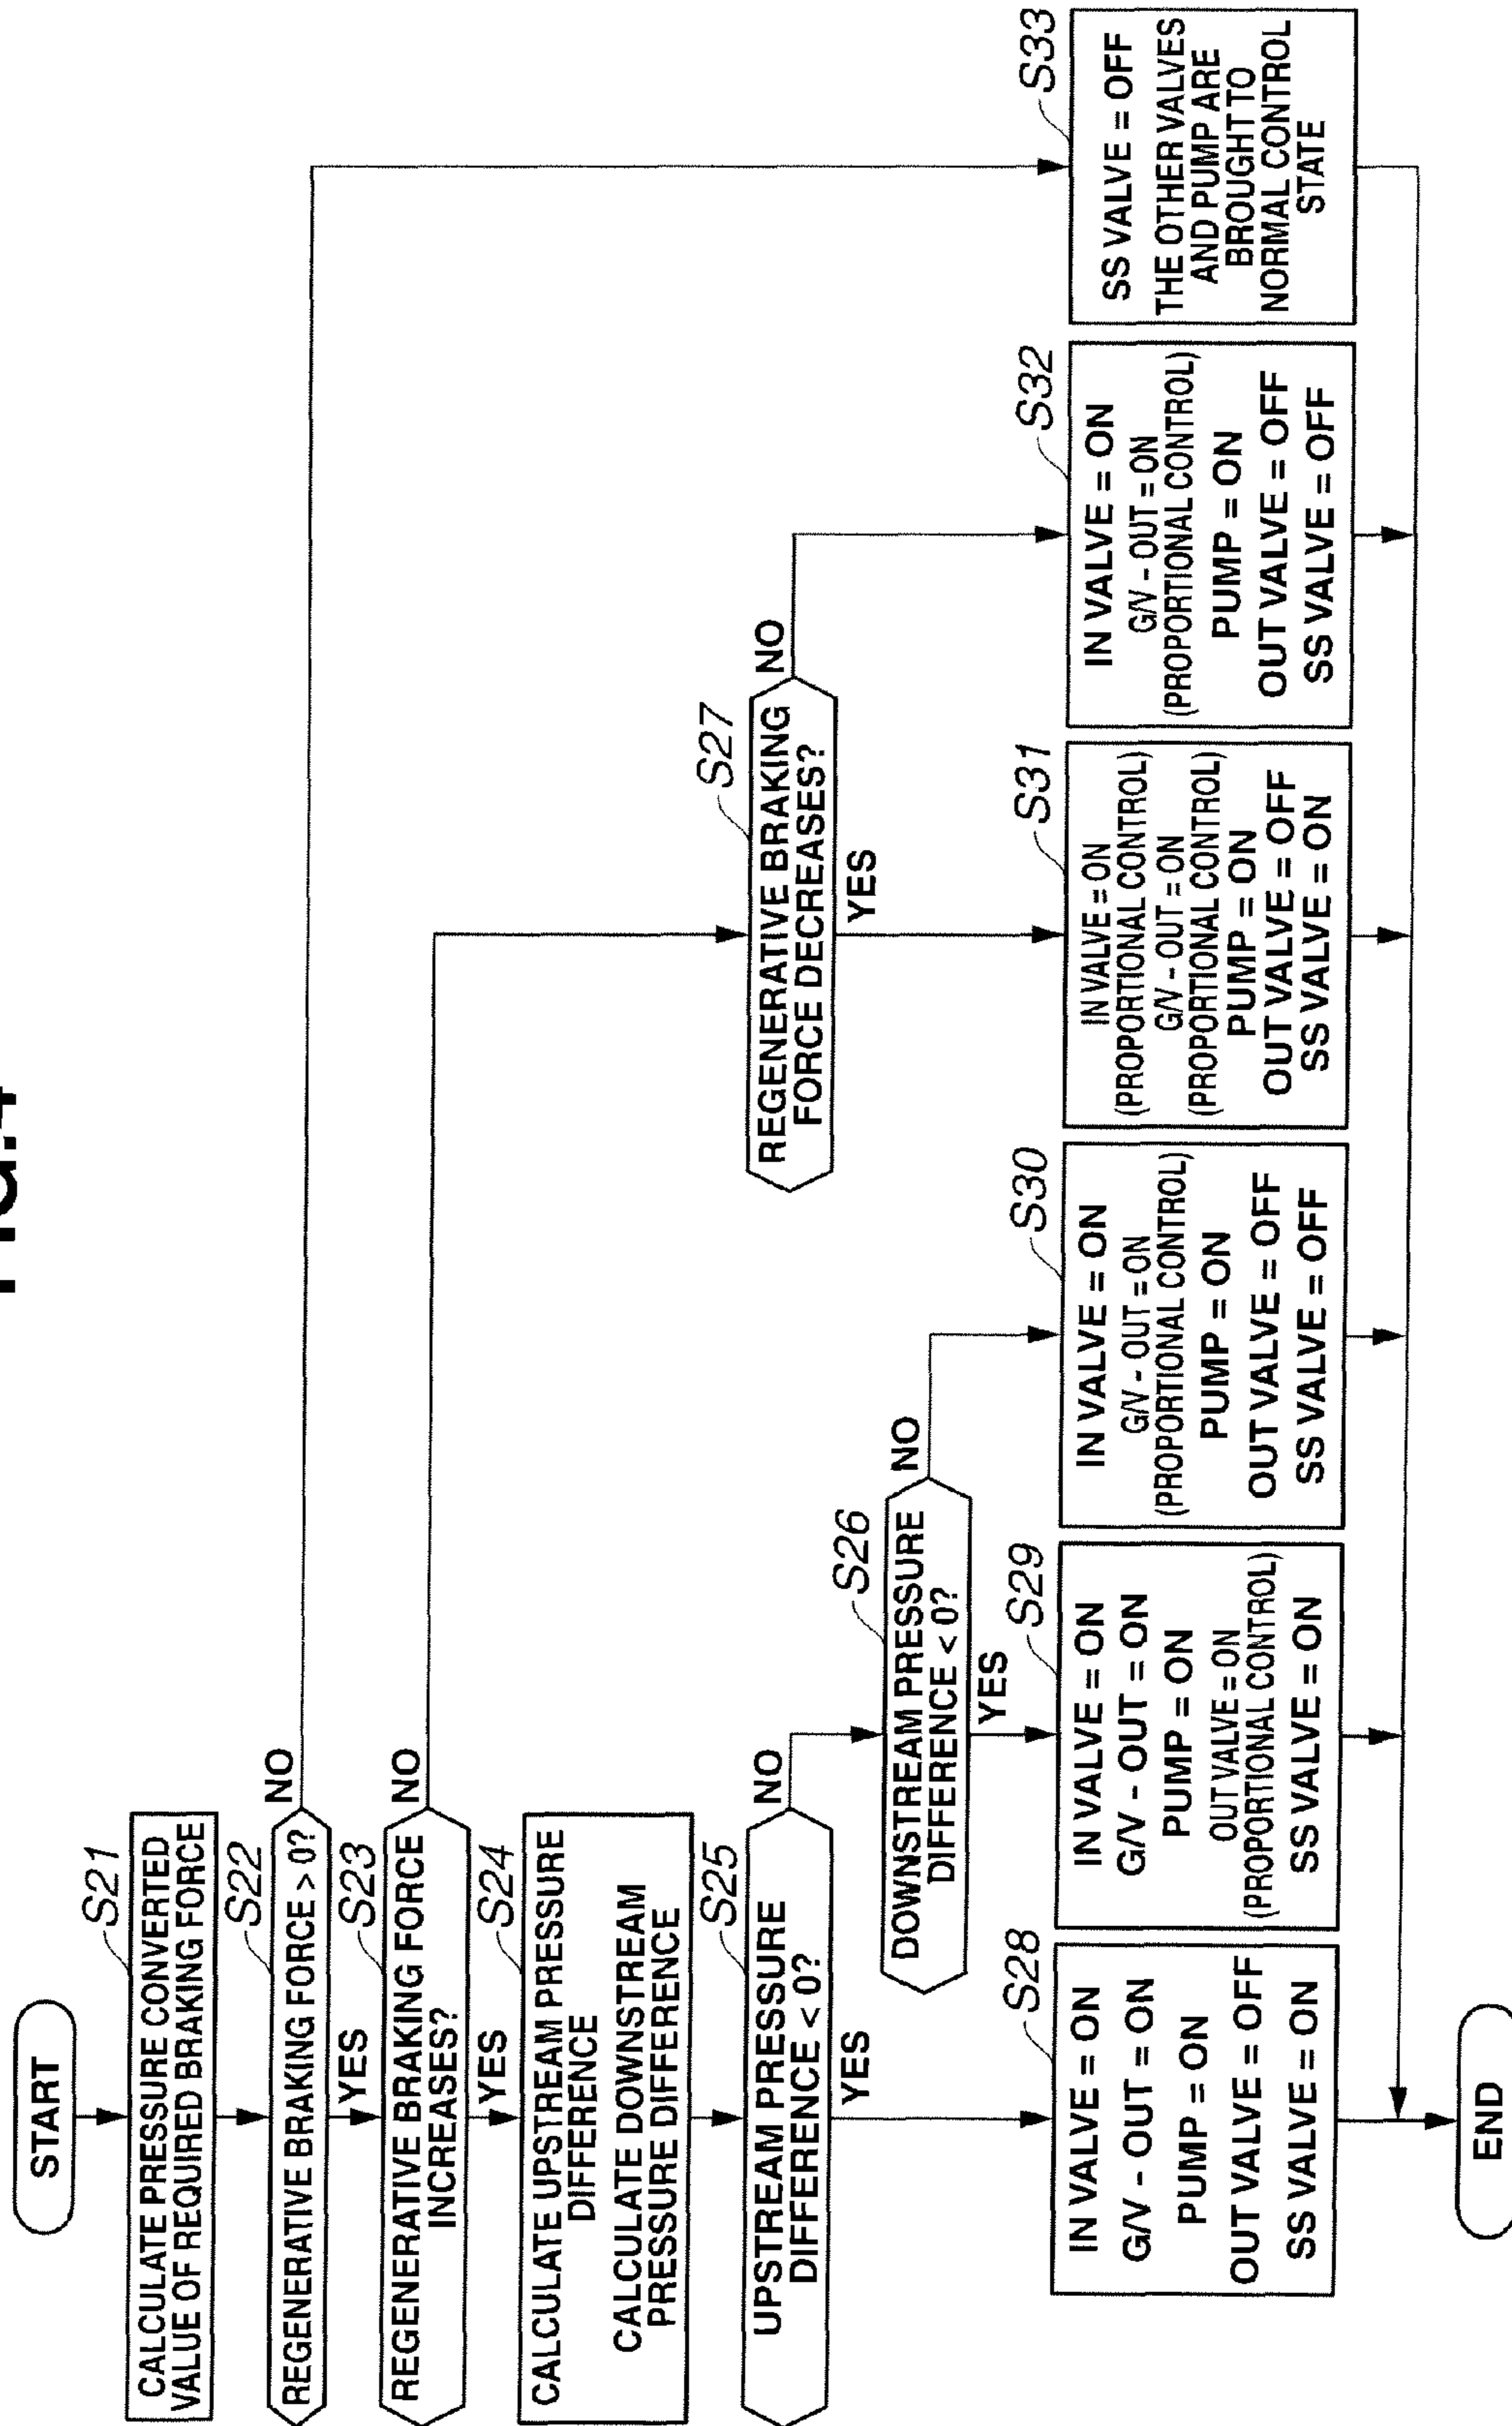 FIG.4
START
S21
CALCULATE PRESSURE CONVERTED
VALUE OF REQUIRED BRAKING FORCE
S22
REGENERATIVE BRAKING FORCE > 0?
NO
YES
S23
REGENERATIVE BRAKING FORCE
INCREASES?
NO
YES
S24
CALCULATE UPSTREAM PRESSURE
DIFFERENCE
CALCULATE DOWNSTREAM
PRESSURE DIFFERENCE
S25
UPSTREAM PRESSURE
DIFFERENCE < 0?
NO
YES
S26
DOWNSTREAM PRESSURE
DIFFERENCE < 0?
NO
YES
S27
REGENERATIVE BRAKING
FORCE DECREASES?
NO
YES
S28
IN VALVE = ON
G/V - OUT = ON
PUMP = ON
OUT VALVE = OFF
SS VALVE = ON
S29
IN VALVE = ON
G/V - OUT = ON
PUMP = ON
OUT VALVE = ON
(PROPORTIONAL CONTROL)
SS VALVE = ON
S30
IN VALVE = ON
G/V - OUT = ON
(PROPORTIONAL CONTROL)
PUMP = ON
OUT VALVE = OFF
SS VALVE = OFF
S31
IN VALVE = ON
(PROPORTIONAL CONTROL)
G/V - OUT = ON
(PROPORTIONAL CONTROL)
PUMP = ON
OUT VALVE = OFF
SS VALVE = ON
S32
IN VALVE = ON
G/V - OUT = ON
(PROPORTIONAL CONTROL)
PUMP = ON
OUT VALVE = OFF
SS VALVE = OFF
S33
SS VALVE = OFF
THE OTHER VALVES
AND PUMP ARE
BROUGHT TO
NORMAL CONTROL
STATE
END